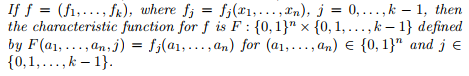 If f = (f₁, . . . , fₖ), where fⱼ = fⱼ(x₁, . . . , xₙ), j = 0, . . . , k − 1, then
the characteristic function for f is F : {0, 1}ⁿ × {0, 1, . . . , k − 1} defined
by F(a₁, . . . , aₙ, j) = fⱼ(a₁, . . . , aₙ) for (a₁, . . . , aₙ) ∈ {0, 1}ⁿ and j ∈
{0, 1, . . . , k − 1}.